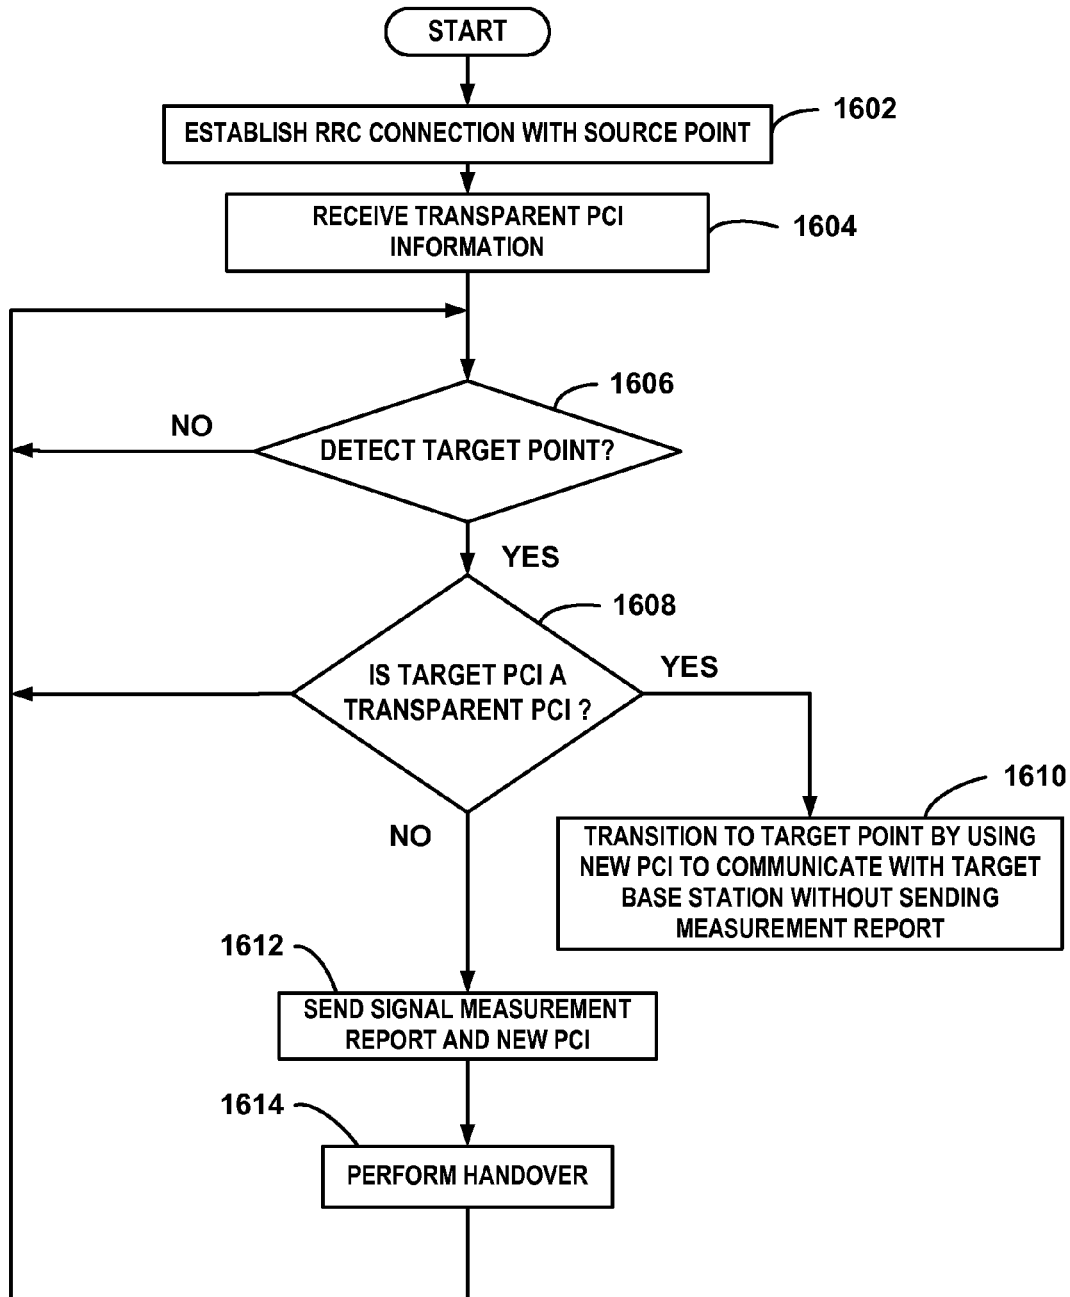 START
1602
ESTABLISH RRC CONNECTION WITH SOURCE POINT
RECEIVE TRANSPARENT PCI
INFORMATION
1604
1606
NO
DETECT TARGET POINT?
YES
1608
IS TARGET PCI A
TRANSPARENT PCI ?
YES
1610
NO
TRANSITION TO TARGET POINT BY USING
NEW PCI TO COMMUNICATE WITH TARGET
BASE STATION WITHOUT SENDING
MEASUREMENT REPORT
1612
SEND SIGNAL MEASUREMENT
REPORT AND NEW PCI
1614
PERFORM HANDOVER